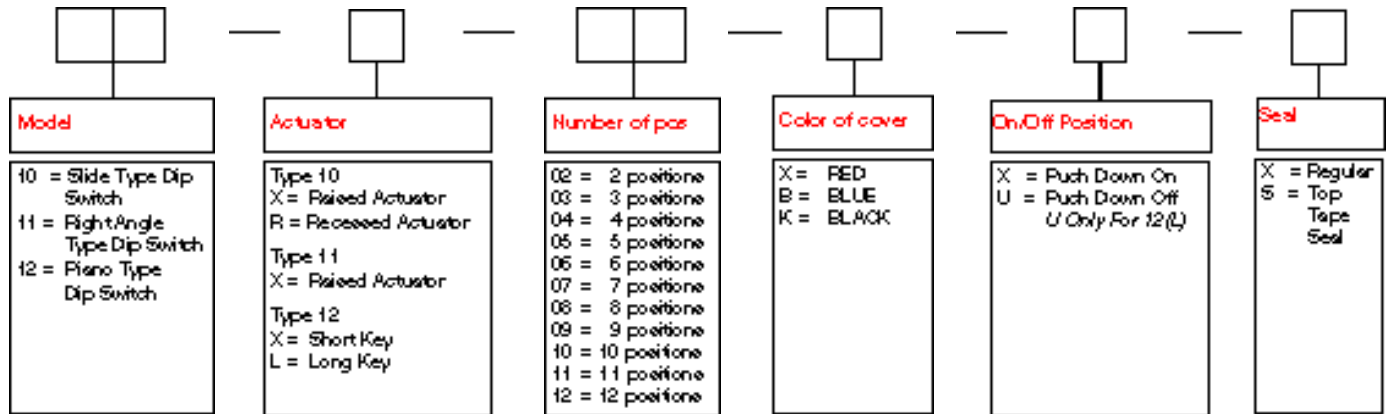 Model
10 = Slide Type Dip
Switch
11 = Right Angle
Type Dip Switch
12 = Piano Type
Dip Switch
Actuator
Type 10
X = Raised Actuator
R = Recessed Actuator
Type 11
X = Raised Actuator
Type 12
X = Short Key
L = Long Key
Number of pos
02 = 2 positions
03 = 3 positions
04 = 4 positions
05 = 5 positions
06 = 6 positions
07 = 7 positions
08 = 8 positions
09 = 9 positions
10 = 10 positions
11 = 11 positions
12 = 12 positions
Color of cover
X = RED
B = BLUE
K = BLACK
On/Off Position
X = Push Down On
U = Push Down Off
U Only For 12(L)
Seal
X = Regular
S = Top
Tape
Seal